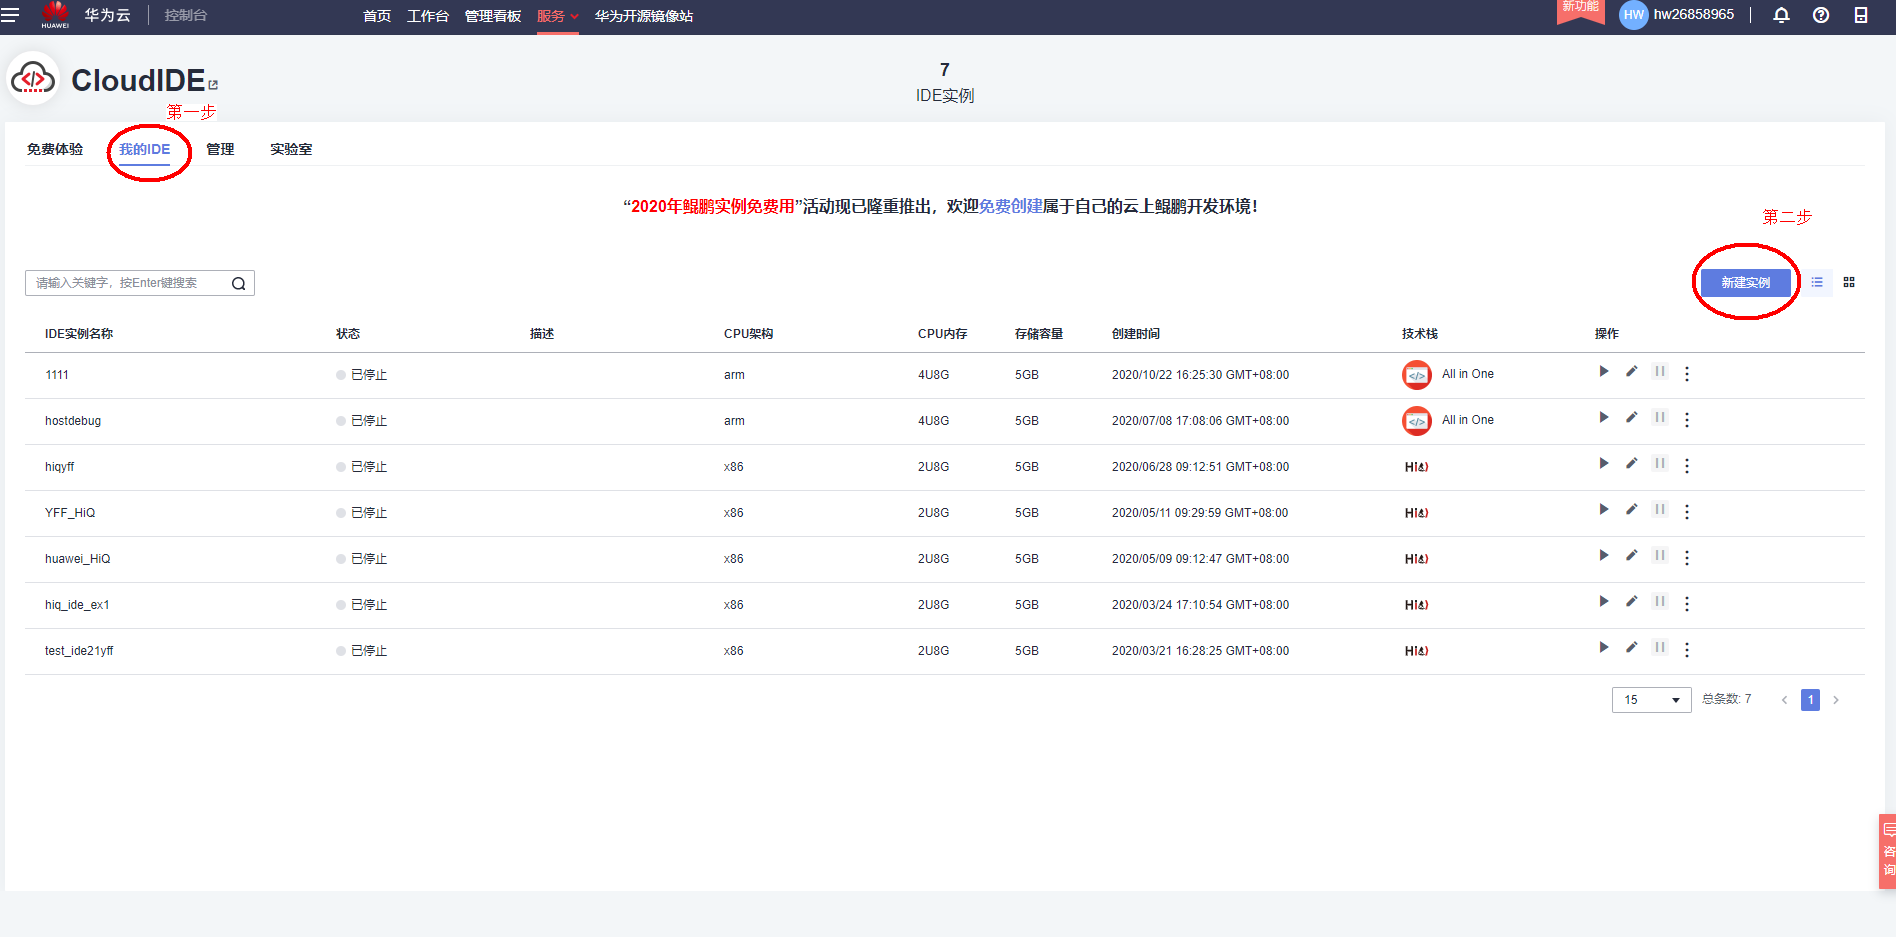 HUAWEI 华为云 控制台 首页 工作台 管理看板 服务 华为开源镜像站 新功能 HW hw26858965
CloudIDE
7
IDE实例
第一步
免费体验 我的IDE 管理 实验室
“2020年鲲鹏实例免费用”活动现已隆重推出，欢迎免费创建属于自己的云上鲲鹏开发环境！
第二步
请输入关键字，按Enter键搜索 新建实例
IDE实例名称 状态 描述 CPU架构 CPU内存 存储容量 创建时间 技术栈 操作
1111 已停止 arm 4U8G 5GB 2020/10/22 16:25:30 GMT+08:00 All in One
hostdebug 已停止 arm 4U8G 5GB 2020/07/08 17:08:06 GMT+08:00 All in One
hiqyff 已停止 x86 2U8G 5GB 2020/06/28 09:12:51 GMT+08:00
YFF_HiQ 已停止 x86 2U8G 5GB 2020/05/11 09:29:59 GMT+08:00
huawei_HiQ 已停止 x86 2U8G 5GB 2020/05/09 09:12:47 GMT+08:00
hiq_ide_ex1 已停止 x86 2U8G 5GB 2020/03/24 17:10:54 GMT+08:00
test_ide21yff 已停止 x86 2U8G 5GB 2020/03/21 16:28:25 GMT+08:00
15 总条数: 7 1
咨
询